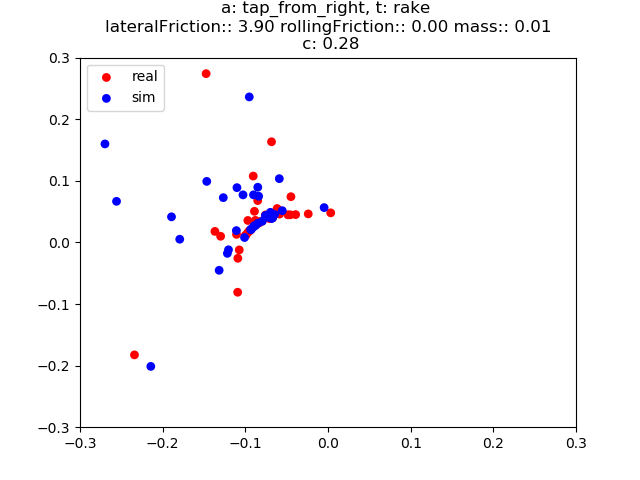 a: tap_from_right, t: rake
lateralFriction:: 3.90 rollingFriction:: 0.00 mass:: 0.01
c: 0.28
real
sim
0.3
0.2
0.1
0.0
−0.1
−0.2
−0.3
−0.3 −0.2 −0.1 0.0 0.1 0.2 0.3